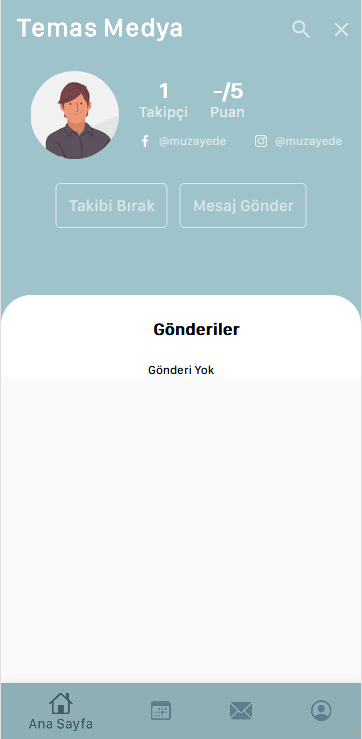 Temas Medya
1 -/5
Takipçi Puan
@muzayede @muzayede
Takibi Bırak Mesaj Gönder
Gönderiler
Gönderi Yok
Ana Sayfa